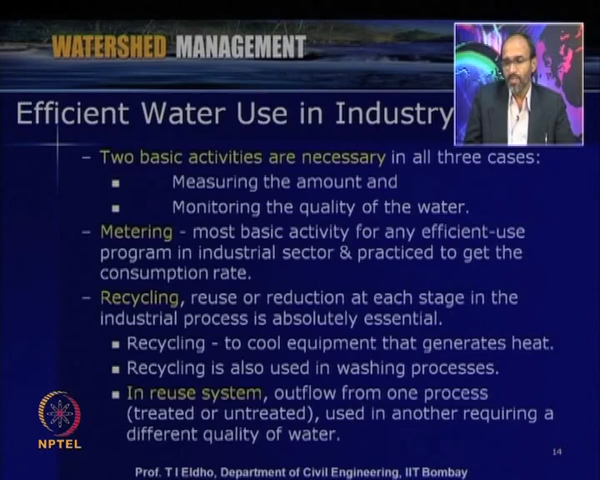 WATERSHED MANAGEMENT
Efficient Water Use in Industry
– Two basic activities are necessary in all three cases:
▪ Measuring the amount and
▪ Monitoring the quality of the water.
– Metering - most basic activity for any efficient-use
program in industrial sector & practiced to get the
consumption rate.
– Recycling, reuse or reduction at each stage in the
industrial process is absolutely essential.
▪ Recycling - to cool equipment that generates heat.
▪ Recycling is also used in washing processes.
▪ In reuse system, outflow from one process
(treated or untreated), used in another requiring a
different quality of water.
NPTEL
14
Prof. T I Eldho, Department of Civil Engineering, IIT Bombay